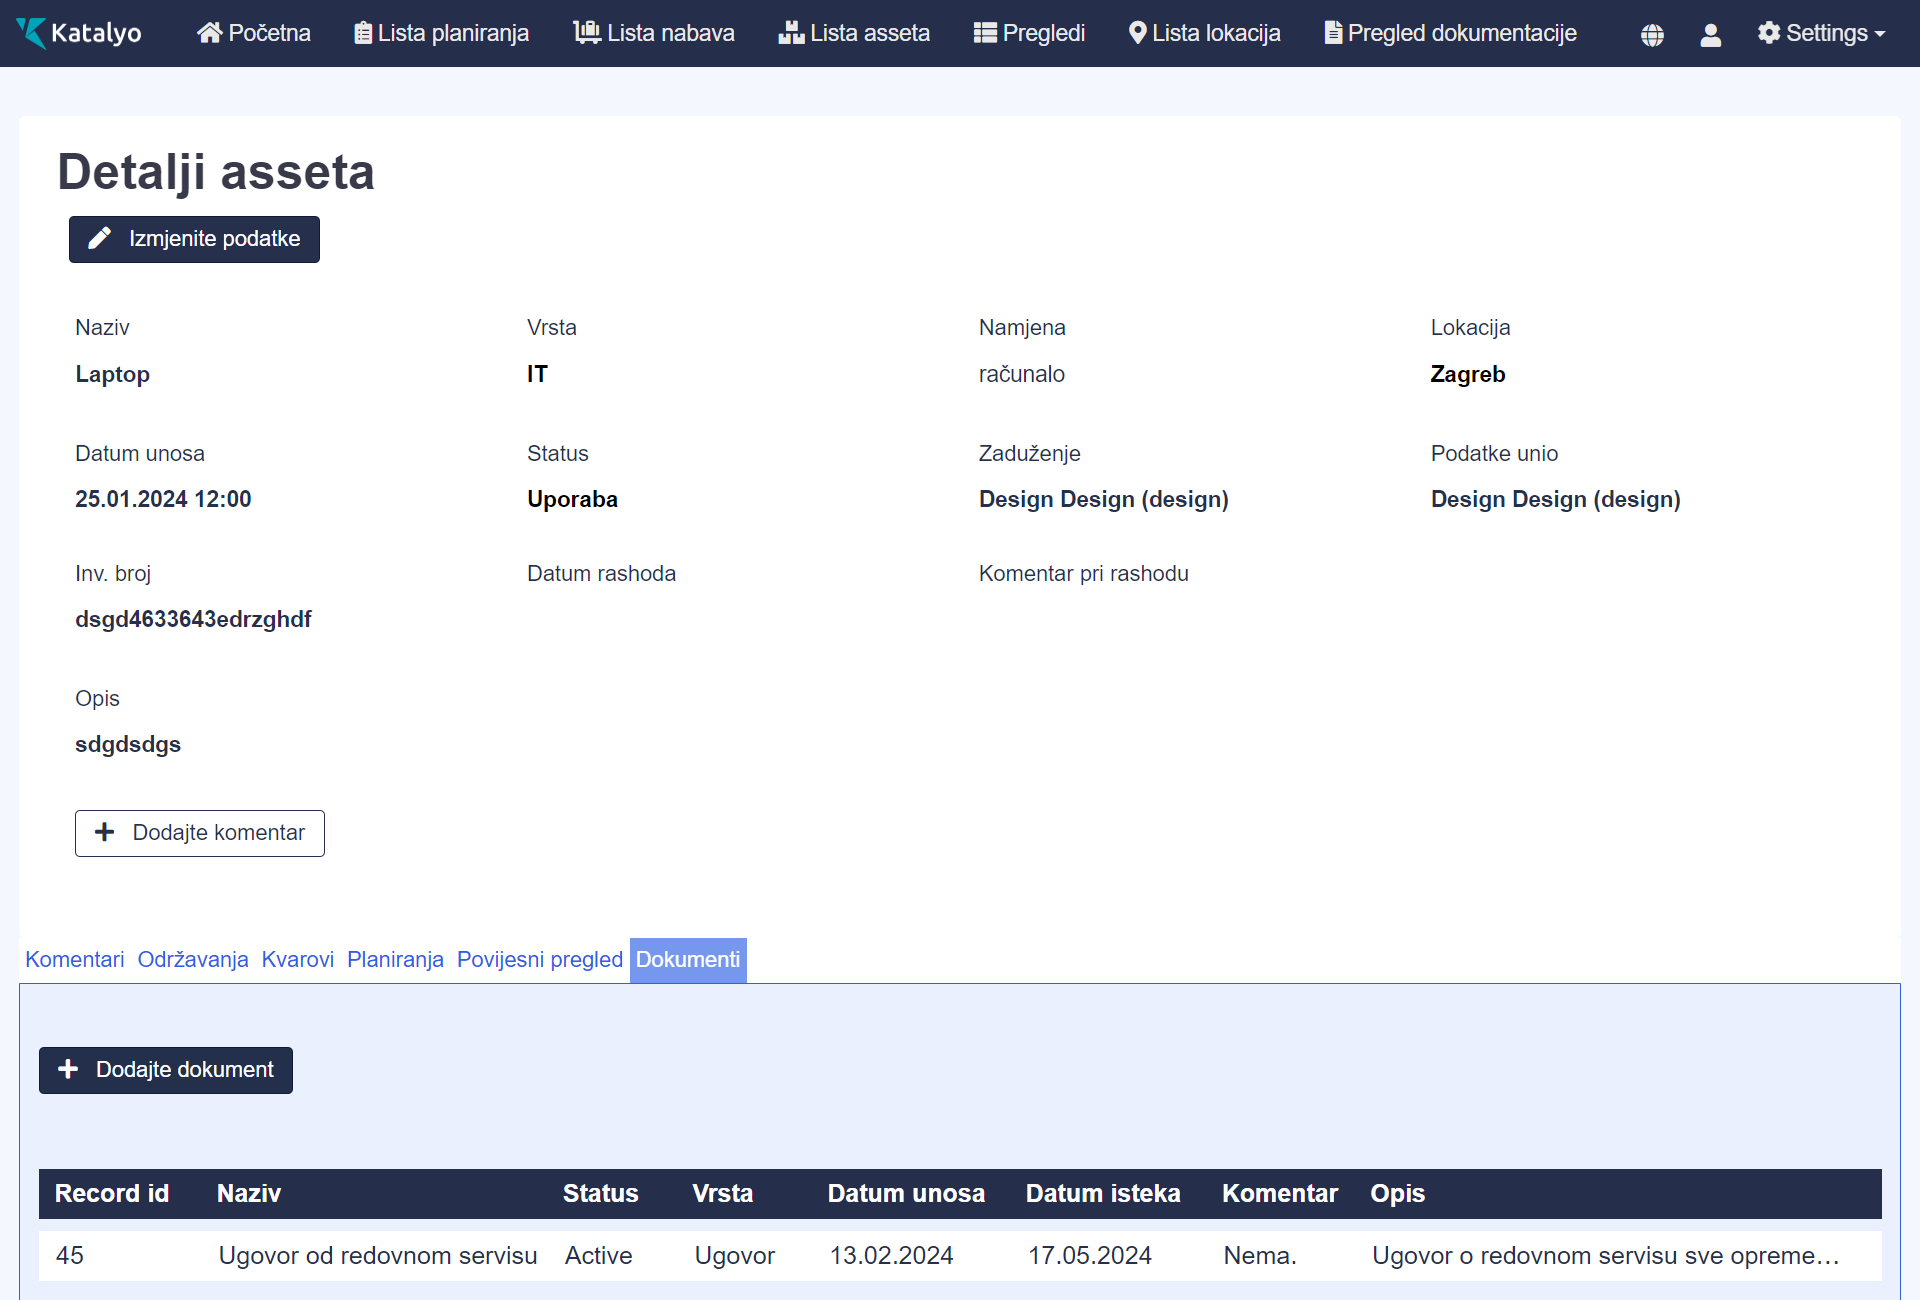 Katalyo Početna Lista planiranja Lista nabava Lista asseta Pregledi Lista lokacija Pregled dokumentacije Settings
Detalji asseta
Izmjenite podatke
Naziv Vrsta Namjena Lokacija
Laptop IT računalo Zagreb
Datum unosa Status Zaduženje Podatke unio
25.01.2024 12:00 Uporaba Design Design (design) Design Design (design)
Inv. broj Datum rashoda Komentar pri rashodu
dsgd4633643edrzghdf
Opis
sdgdsdgs
Dodajte komentar
Komentari Održavanja Kvarovi Planiranja Povijesni pregled Dokumenti
Dodajte dokument
Record id Naziv Status Vrsta Datum unosa Datum isteka Komentar Opis
45 Ugovor od redovnom servisu Active Ugovor 13.02.2024 17.05.2024 Nema. Ugovor o redovnom servisu sve opreme…